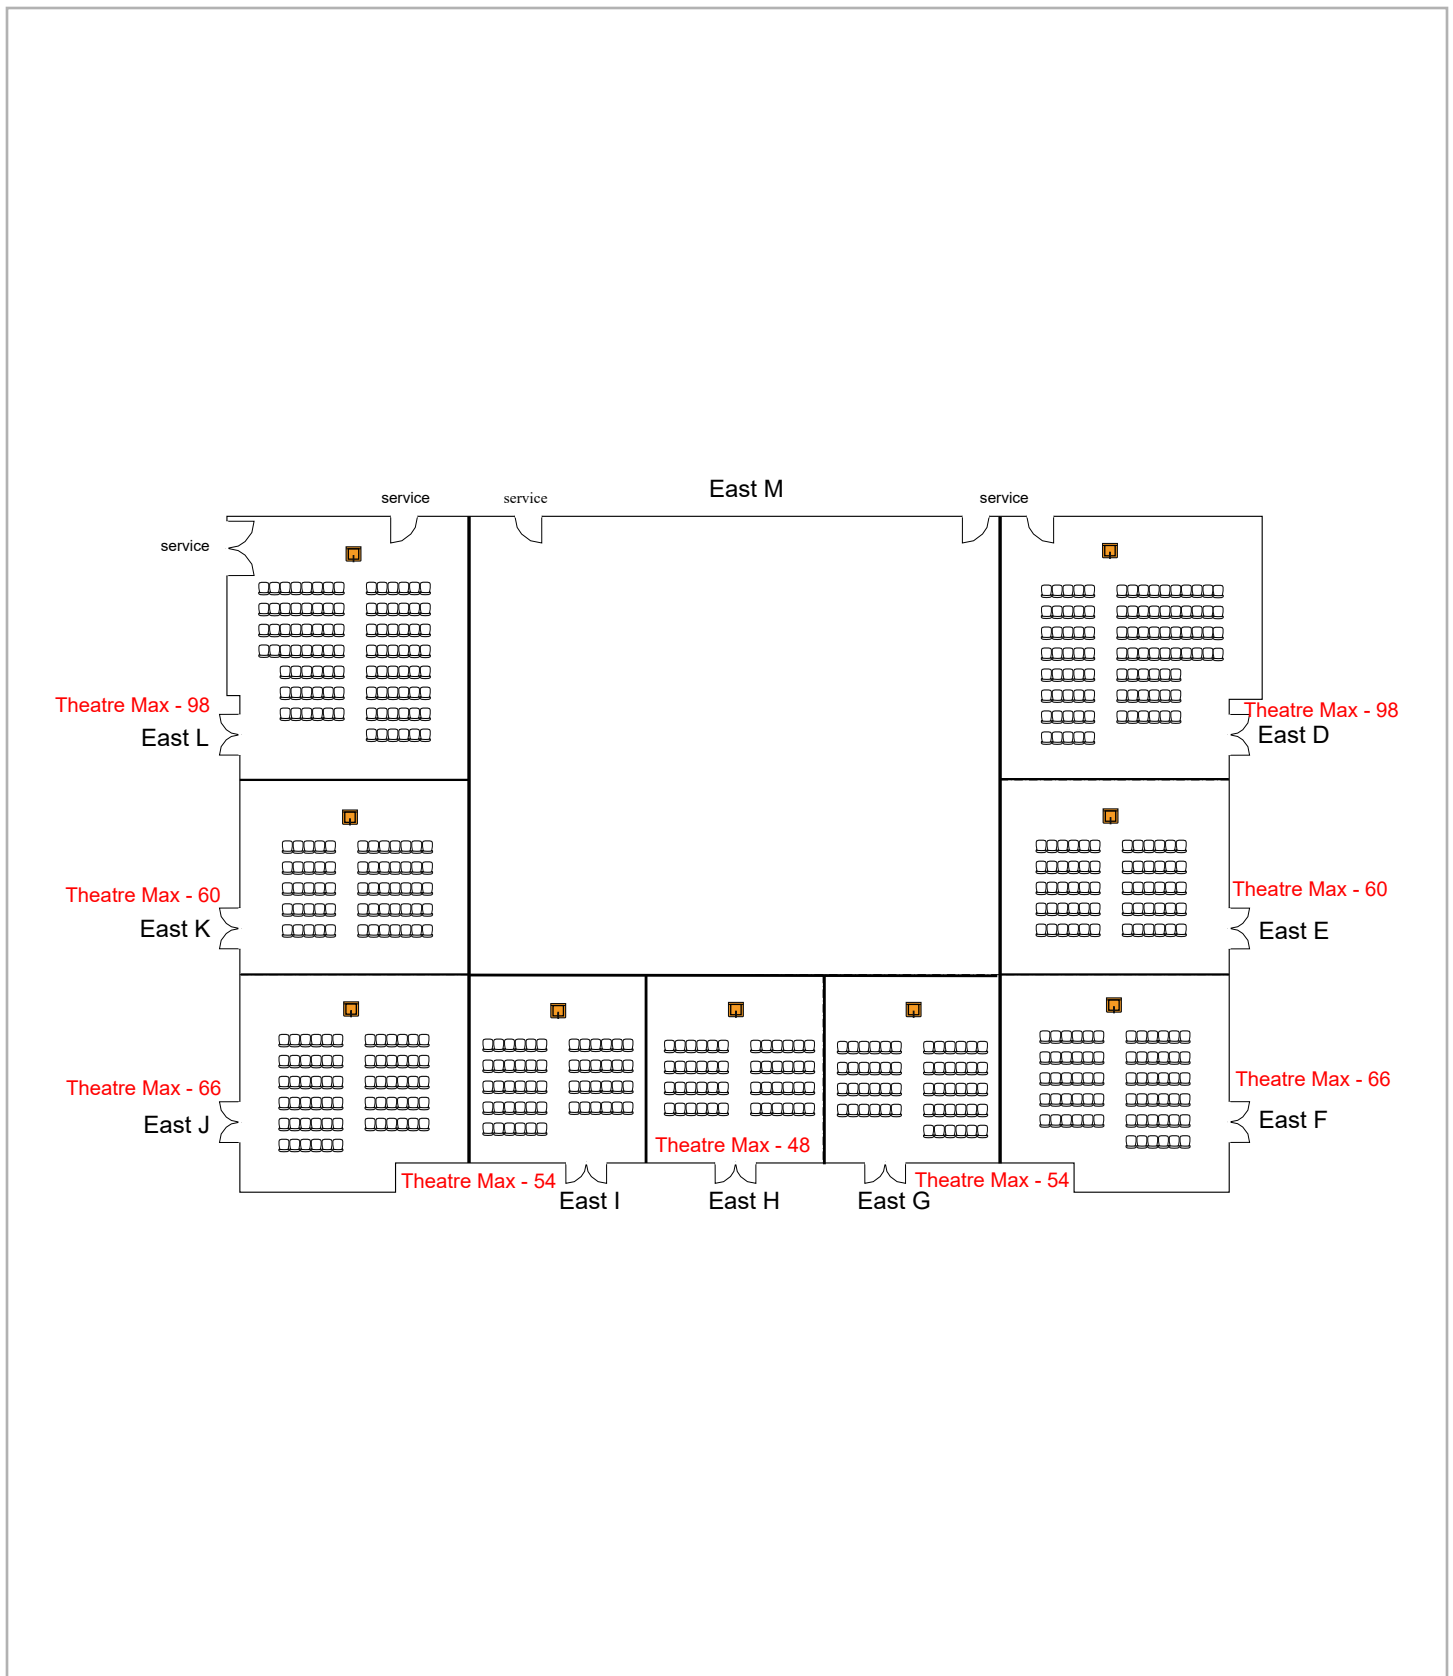 East M
service
service
service
service
Theatre Max - 98
East L
Theatre Max - 98
East D
Theatre Max - 60
East K
Theatre Max - 60
East E
Theatre Max - 66
East J
Theatre Max - 66
East F
Theatre Max - 48
Theatre Max - 54
Theatre Max - 54
East I
East H
East G